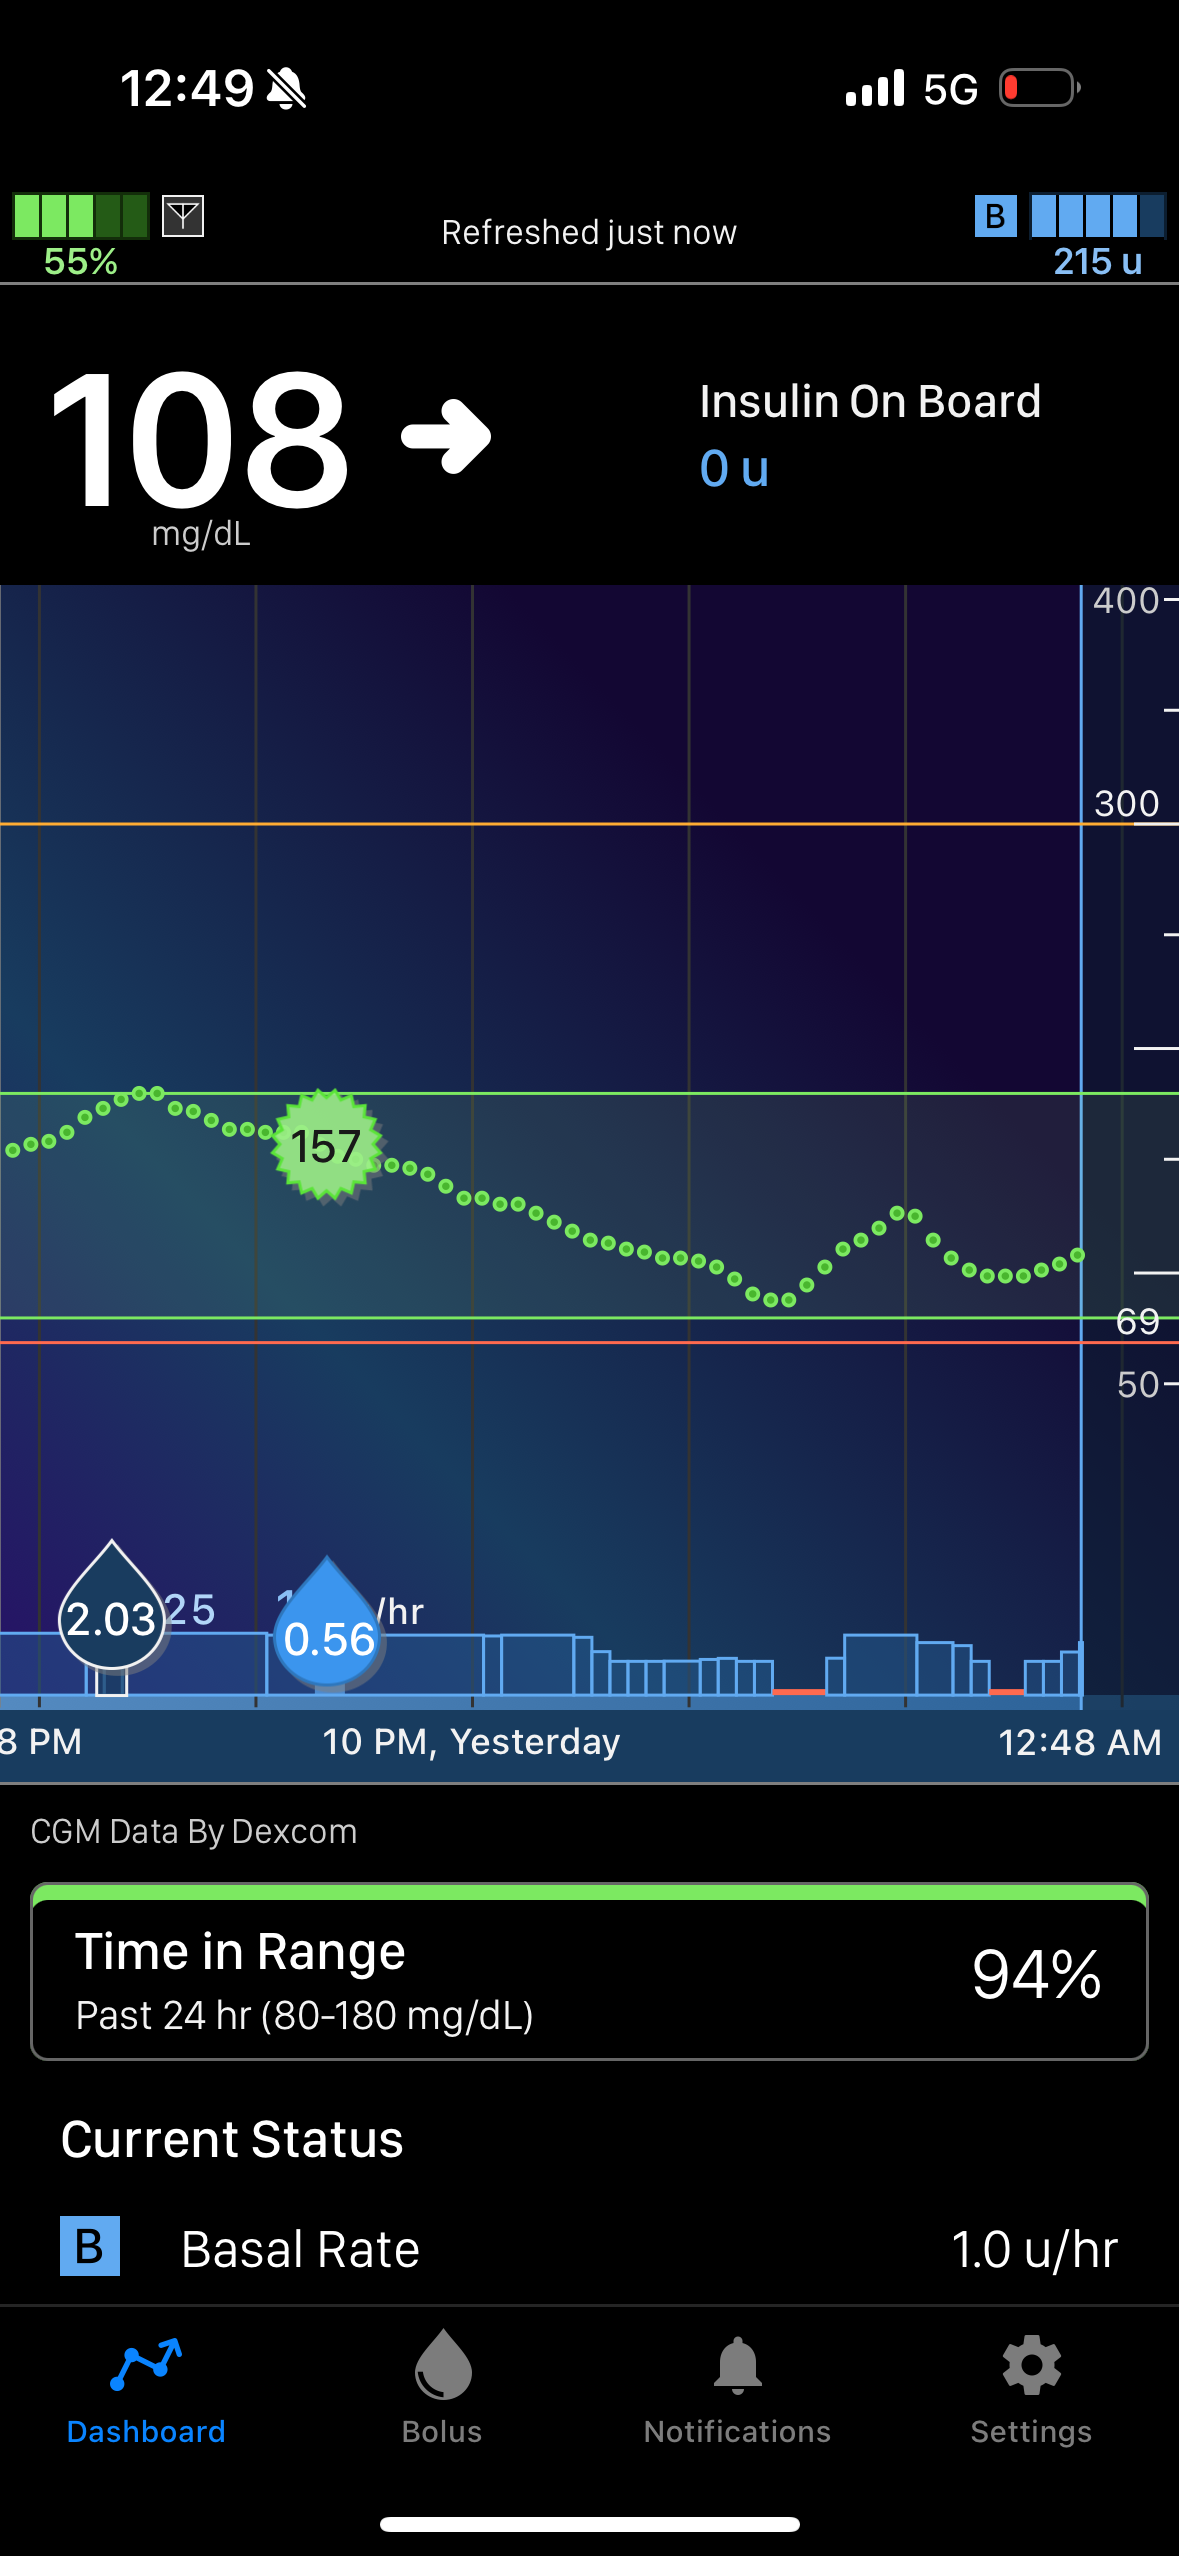 12:49
5G
B
Refreshed just now
55%
215 u
108
Insulin On Board
0 u
mg/dL
400
300
157
69
50
2.03
25
0.56
/hr
8 PM
10 PM, Yesterday
12:48 AM
CGM Data By Dexcom
Time in Range
94%
Past 24 hr (80-180 mg/dL)
Current Status
B
Basal Rate
1.0 u/hr
Dashboard
Bolus
Notifications
Settings